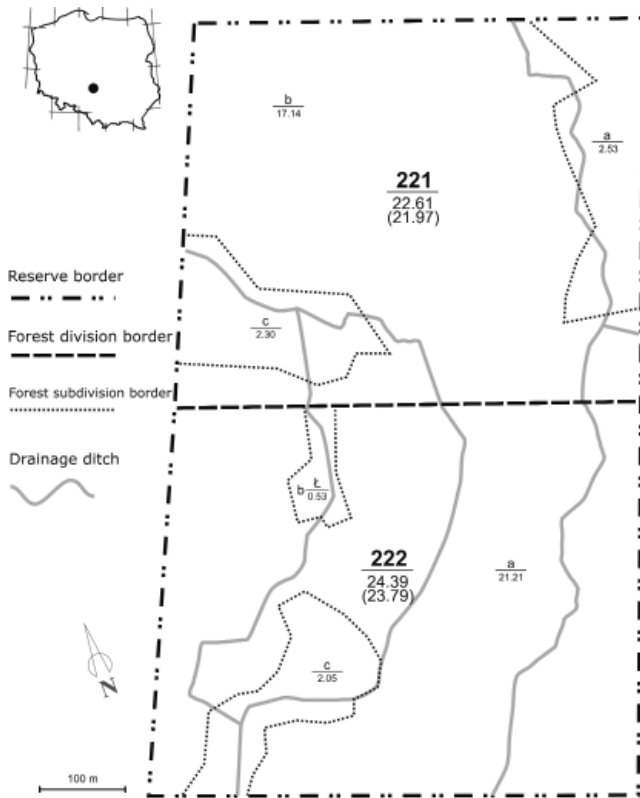 b
17.14
a
2.53
221
22.61
(21.97)
Reserve border
Forest division border
c
2.30
Forest subdivision border
Drainage ditch
b Ł
0.53
222
24.39
(23.79)
a
21.21
c
2.05
N
100 m